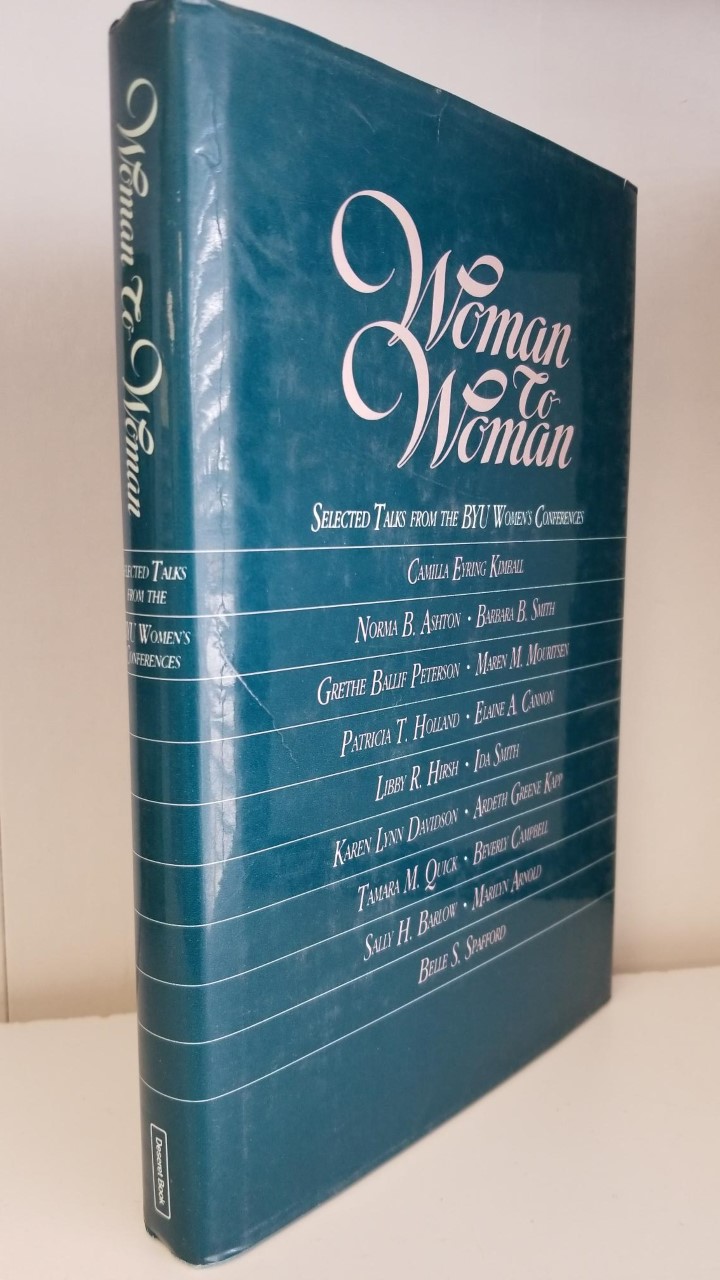 Woman
To
Woman
Selected Talks from the BYU Women's Conferences
Camilla Eyring Kimball
Norma B. Ashton • Barbara B. Smith
Grethe Ballif Peterson • Maren M. Mouritsen
Patricia T. Holland • Elaine A. Cannon
Libby R. Hirsh • Ida Smith
Karen Lynn Davidson • Ardeth Greene Kapp
Tamara M. Quick • Beverly Campbell
Sally H. Barlow • Marilyn Arnold
Belle S. Spafford
Woman To Woman
lected Talks
from the
YU Women's
Conferences
Deseret Book